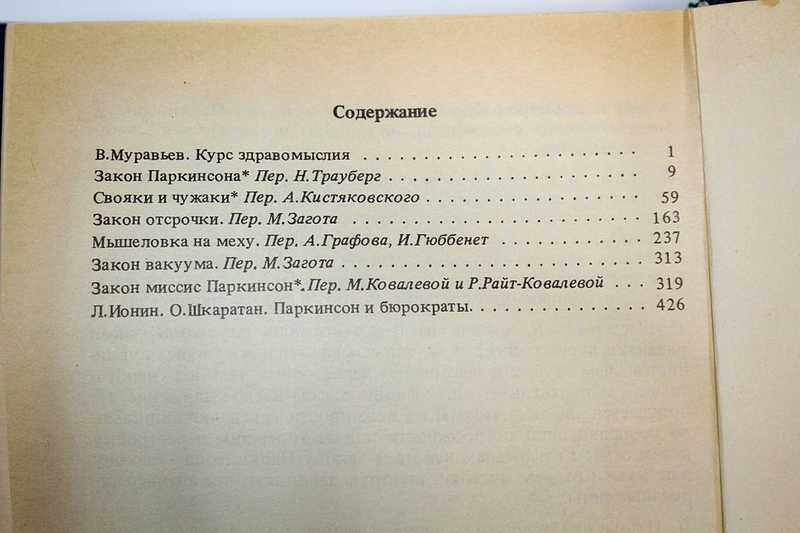 Содержание
В.Муравьев. Курс здравомыслия . . . . . . . . . . . . . . . . . . . . . . . 1
Закон Паркинсона* Пер. Н.Трауберг . . . . . . . . . . . . . . . . . . . . . 9
Свояки и чужаки* Пер. А.Кистяковского . . . . . . . . . . . . . . . . . . 59
Закон отсрочки. Пер. М.Загота . . . . . . . . . . . . . . . . . . . . . . . . 163
Мышеловка на меху. Пер. А.Графова, И.Гюббенет . . . . . . . . . . . . 237
Закон вакуума. Пер. М.Загота . . . . . . . . . . . . . . . . . . . . . . . . . 313
Закон миссис Паркинсон*. Пер. М.Ковалевой и Р.Райт-Ковалевой . . . 319
Л.Ионин. О.Шкаратан. Паркинсон и бюрократы. . . . . . . . . . . . . . . 426